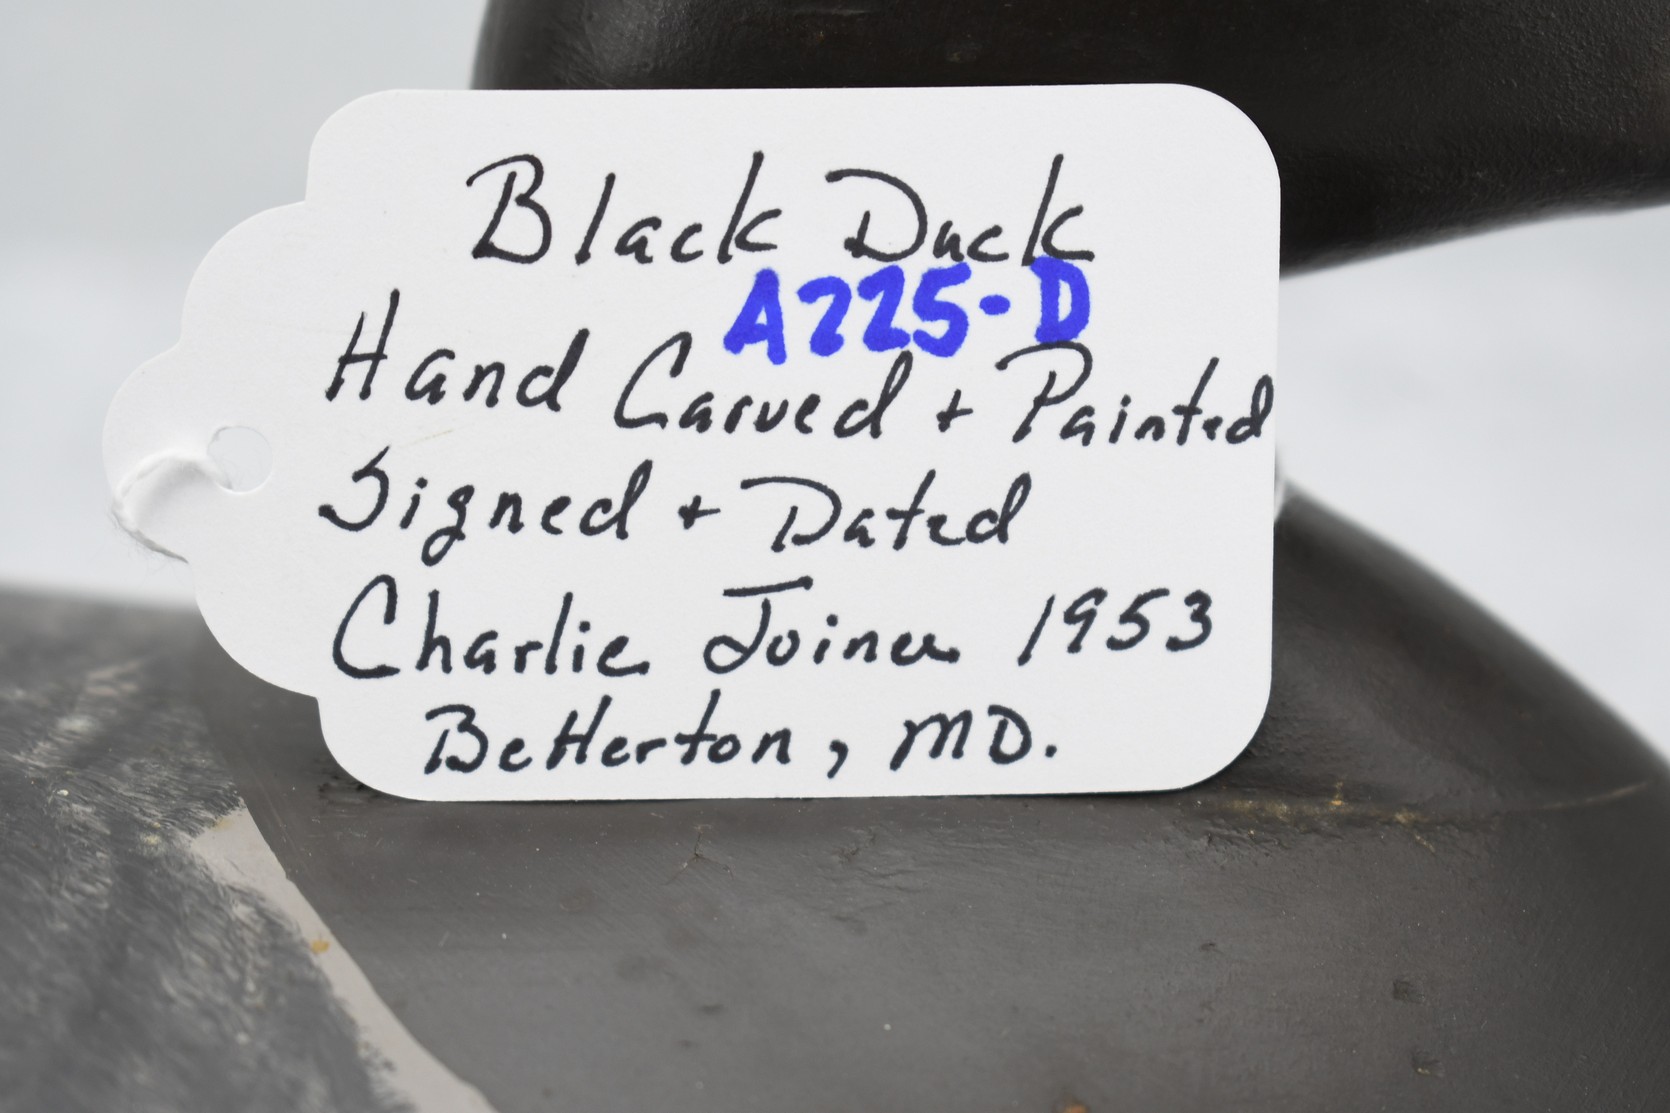 Black Duck
A225-D
Hand Carved + Painted
Signed + Dated
Charlie Joiner 1953
Betterton, MD.